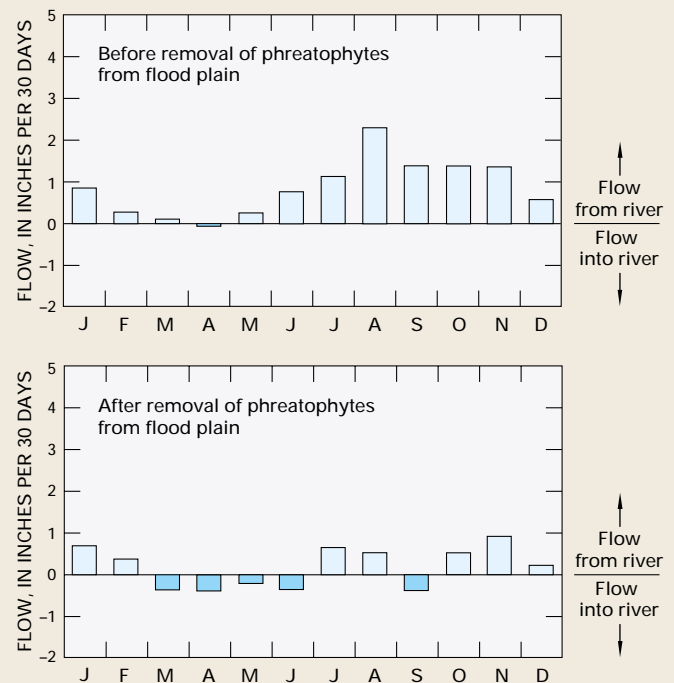 FLOW, IN INCHES PER 30 DAYS
5
4
3
2
1
0
–1
–2
Before removal of phreatophytes
from flood plain
J F M A M J J A S O N D
Flow
from river
Flow
into river
FLOW, IN INCHES PER 30 DAYS
5
4
3
2
1
0
–1
–2
After removal of phreatophytes
from flood plain
J F M A M J J A S O N D
Flow
from river
Flow
into river